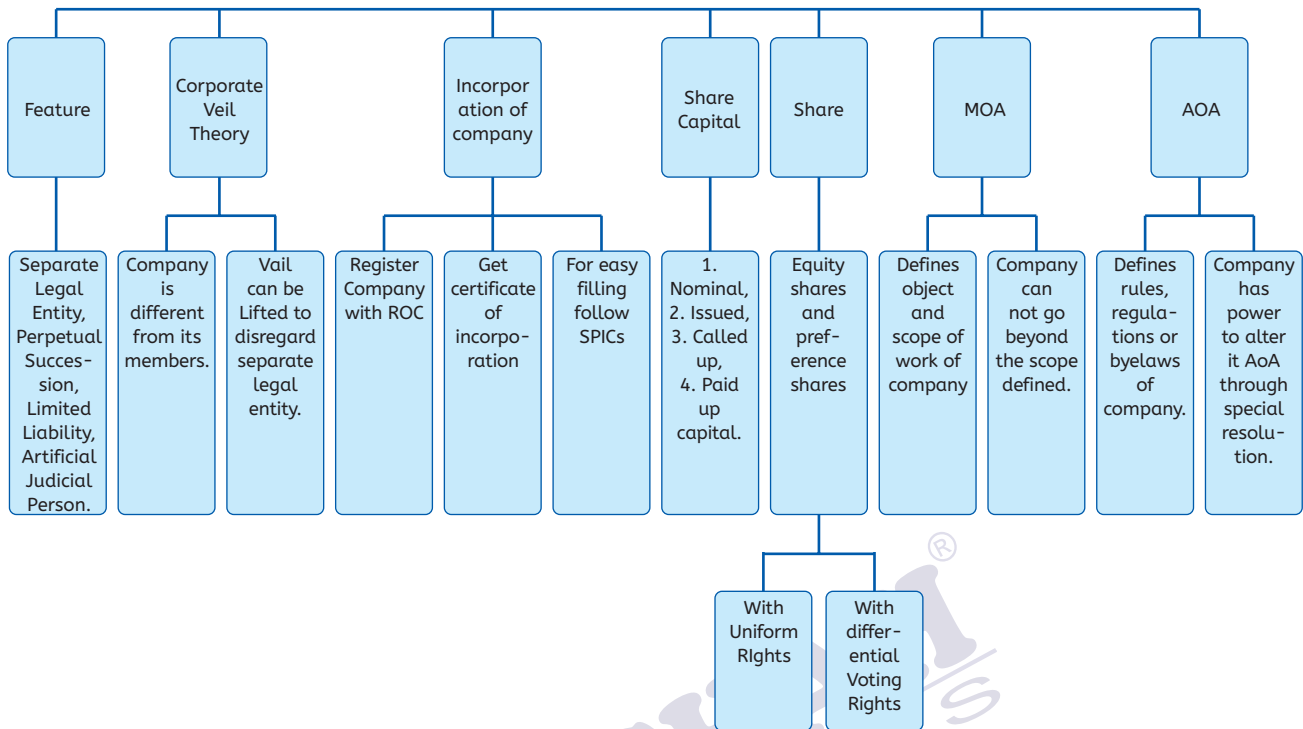 Feature
Corporate
Veil
Theory
Incorpor
ation of
company
Share
Capital
Share
MOA
AOA
Separate
Legal
Entity,
Perpetual
Succes-
sion,
Limited
Liability,
Artificial
Judicial
Person.
Company
is
different
from its
members.
Vail
can be
Lifted to
disregard
separate
legal
entity.
Register
Company
with ROC
Get
certificate
of
incorpo-
ration
For easy
filling
follow
SPICs
1.
Nominal,
2. Issued,
3. Called
up,
4. Paid
up
capital.
Equity
shares
and
pref-
erence
shares
Defines
object
and
scope of
work of
company
Company
can
not go
beyond
the scope
defined.
Defines
rules,
regula-
tions or
byelaws
of
company.
Company
has
power
to alter
it AoA
through
special
resolu-
tion.
With
Uniform
RIghts
With
differ-
ential
Voting
Rights
®